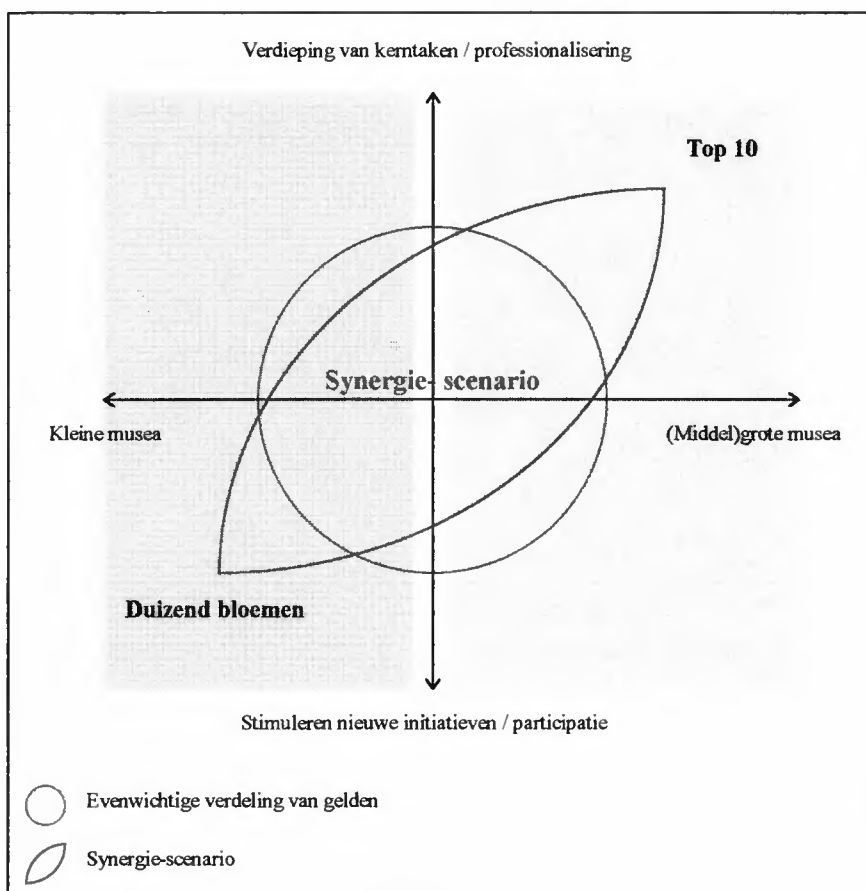 Verdieping van kerntaken / professionalisering
Top 10
Synergie- scenario
Kleine musea
(Middel)grote musea
Duizend bloemen
Stimuleren nieuwe initiatieven / participatie
Evenwichtige verdeling van gelden
Synergie-scenario